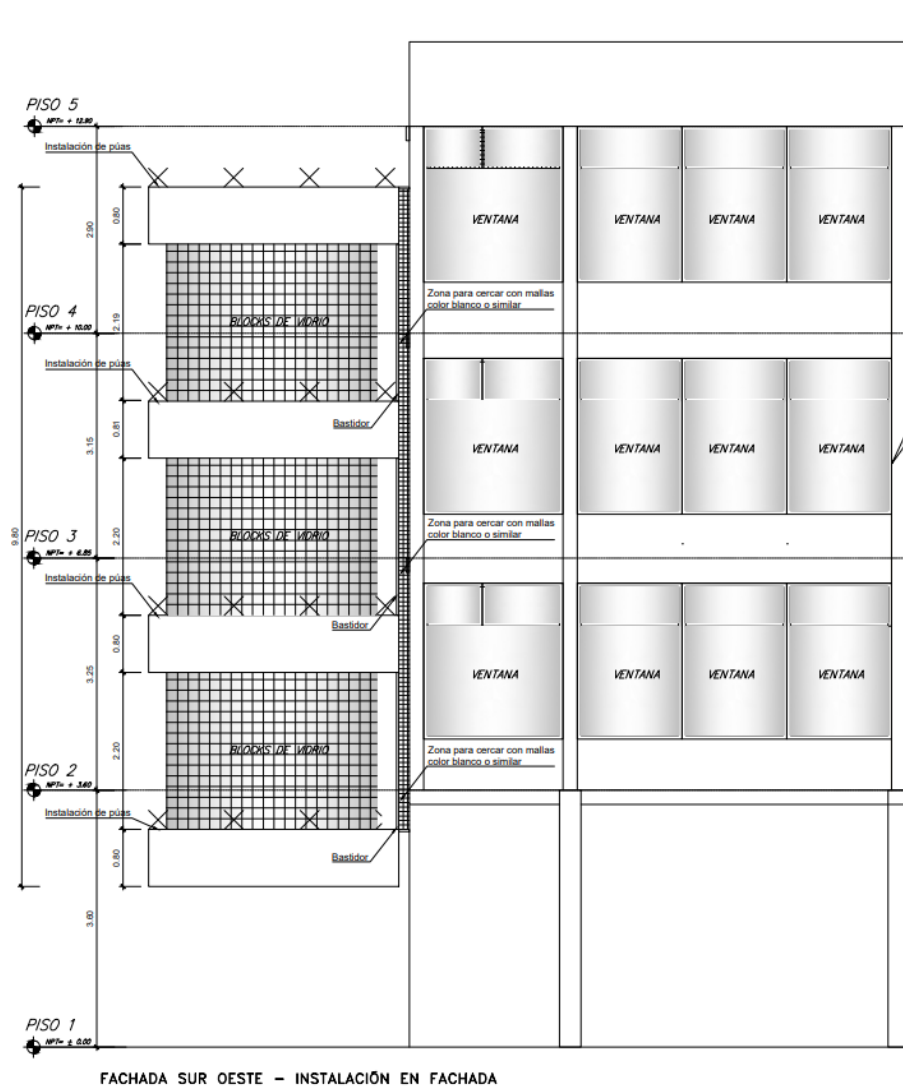 PISO 5
NPT= + 12.90
Instalación de púas
0.80
2.90
VENTANA
VENTANA
VENTANA
VENTANA
Zona para cercar con mallas
color blanco o similar
PISO 4
NPT= + 10.00
2.19
BLOCKS DE VIDRIO
Instalación de púas
Bastidor
0.81
3.15
VENTANA
VENTANA
VENTANA
VENTANA
9.80
Zona para cercar con mallas
color blanco o similar
PISO 3
NPT= + 6.85
2.20
BLOCKS DE VIDRIO
Instalación de púas
Bastidor
0.80
3.25
VENTANA
VENTANA
VENTANA
VENTANA
Zona para cercar con mallas
color blanco o similar
2.20
BLOCKS DE VIDRIO
PISO 2
NPT= + 3.60
Instalación de púas
Bastidor
0.80
3.60
PISO 1
NPT= ± 0.00
FACHADA SUR OESTE – INSTALACIÓN EN FACHADA